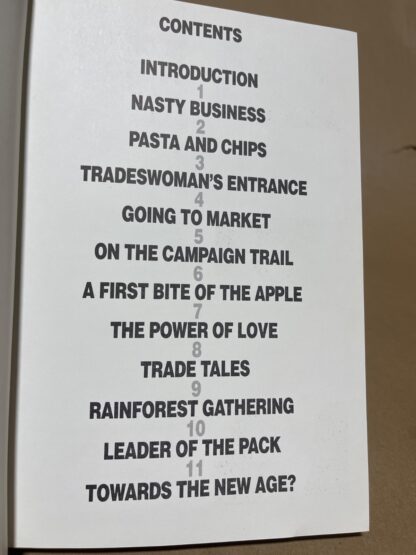 CONTENTS
INTRODUCTION
1
NASTY BUSINESS
2
PASTA AND CHIPS
3
TRADESWOMAN'S ENTRANCE
4
GOING TO MARKET
5
ON THE CAMPAIGN TRAIL
6
A FIRST BITE OF THE APPLE
7
THE POWER OF LOVE
8
TRADE TALES
9
RAINFOREST GATHERING
10
LEADER OF THE PACK
11
TOWARDS THE NEW AGE?